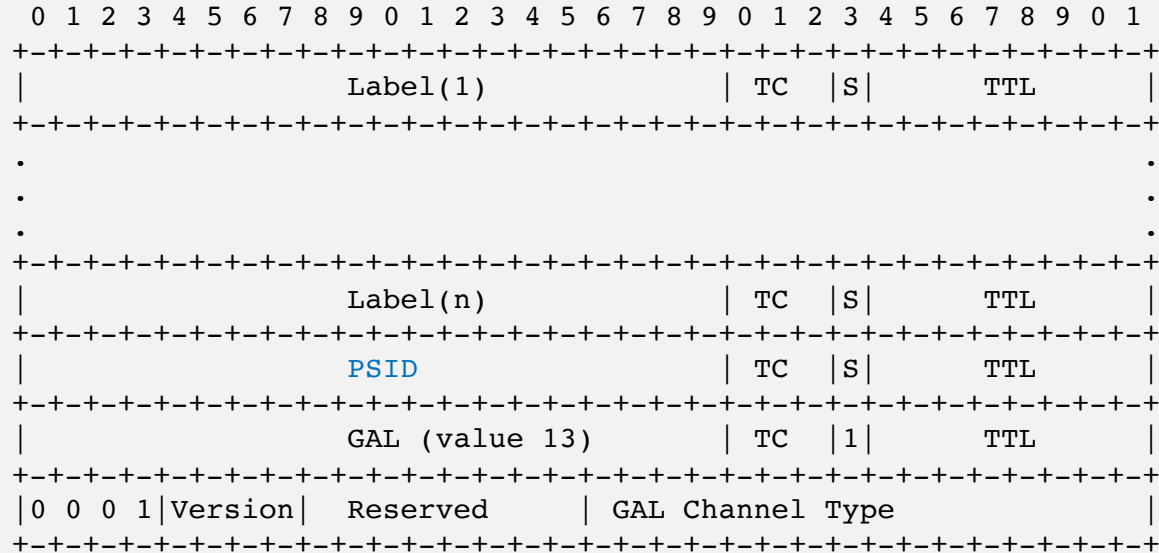 0 1 2 3 4 5 6 7 8 9 0 1 2 3 4 5 6 7 8 9 0 1 2 3 4 5 6 7 8 9 0 1
+-+-+-+-+-+-+-+-+-+-+-+-+-+-+-+-+-+-+-+-+-+-+-+-+-+-+-+-+-+-+-+-+
|                  Label(1)             | TC  |S|      TTL      |
+-+-+-+-+-+-+-+-+-+-+-+-+-+-+-+-+-+-+-+-+-+-+-+-+-+-+-+-+-+-+-+-+
.                                                               .
.                                                               .
.                                                               .
+-+-+-+-+-+-+-+-+-+-+-+-+-+-+-+-+-+-+-+-+-+-+-+-+-+-+-+-+-+-+-+-+
|                  Label(n)             | TC  |S|      TTL      |
+-+-+-+-+-+-+-+-+-+-+-+-+-+-+-+-+-+-+-+-+-+-+-+-+-+-+-+-+-+-+-+-+
|                  PSID                 | TC  |S|      TTL      |
+-+-+-+-+-+-+-+-+-+-+-+-+-+-+-+-+-+-+-+-+-+-+-+-+-+-+-+-+-+-+-+-+
|                  GAL (value 13)       | TC  |1|      TTL      |
+-+-+-+-+-+-+-+-+-+-+-+-+-+-+-+-+-+-+-+-+-+-+-+-+-+-+-+-+-+-+-+-+
|0 0 0 1|Version|  Reserved     | GAL Channel Type              |
+-+-+-+-+-+-+-+-+-+-+-+-+-+-+-+-+-+-+-+-+-+-+-+-+-+-+-+-+-+-+-+-+